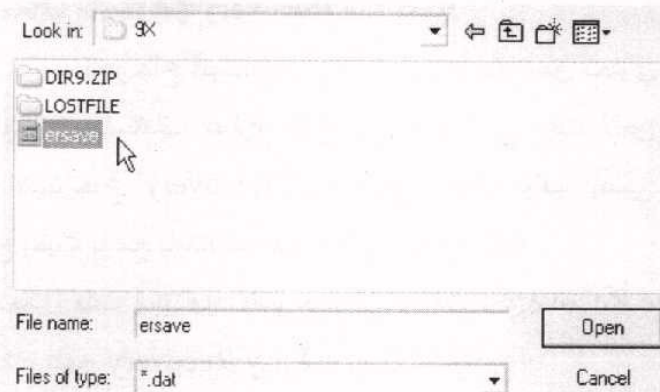 Look in: 9X
DIR9.ZIP
LOSTFILE
ersave
File name: ersave
Open
Files of type: *.dat
Cancel